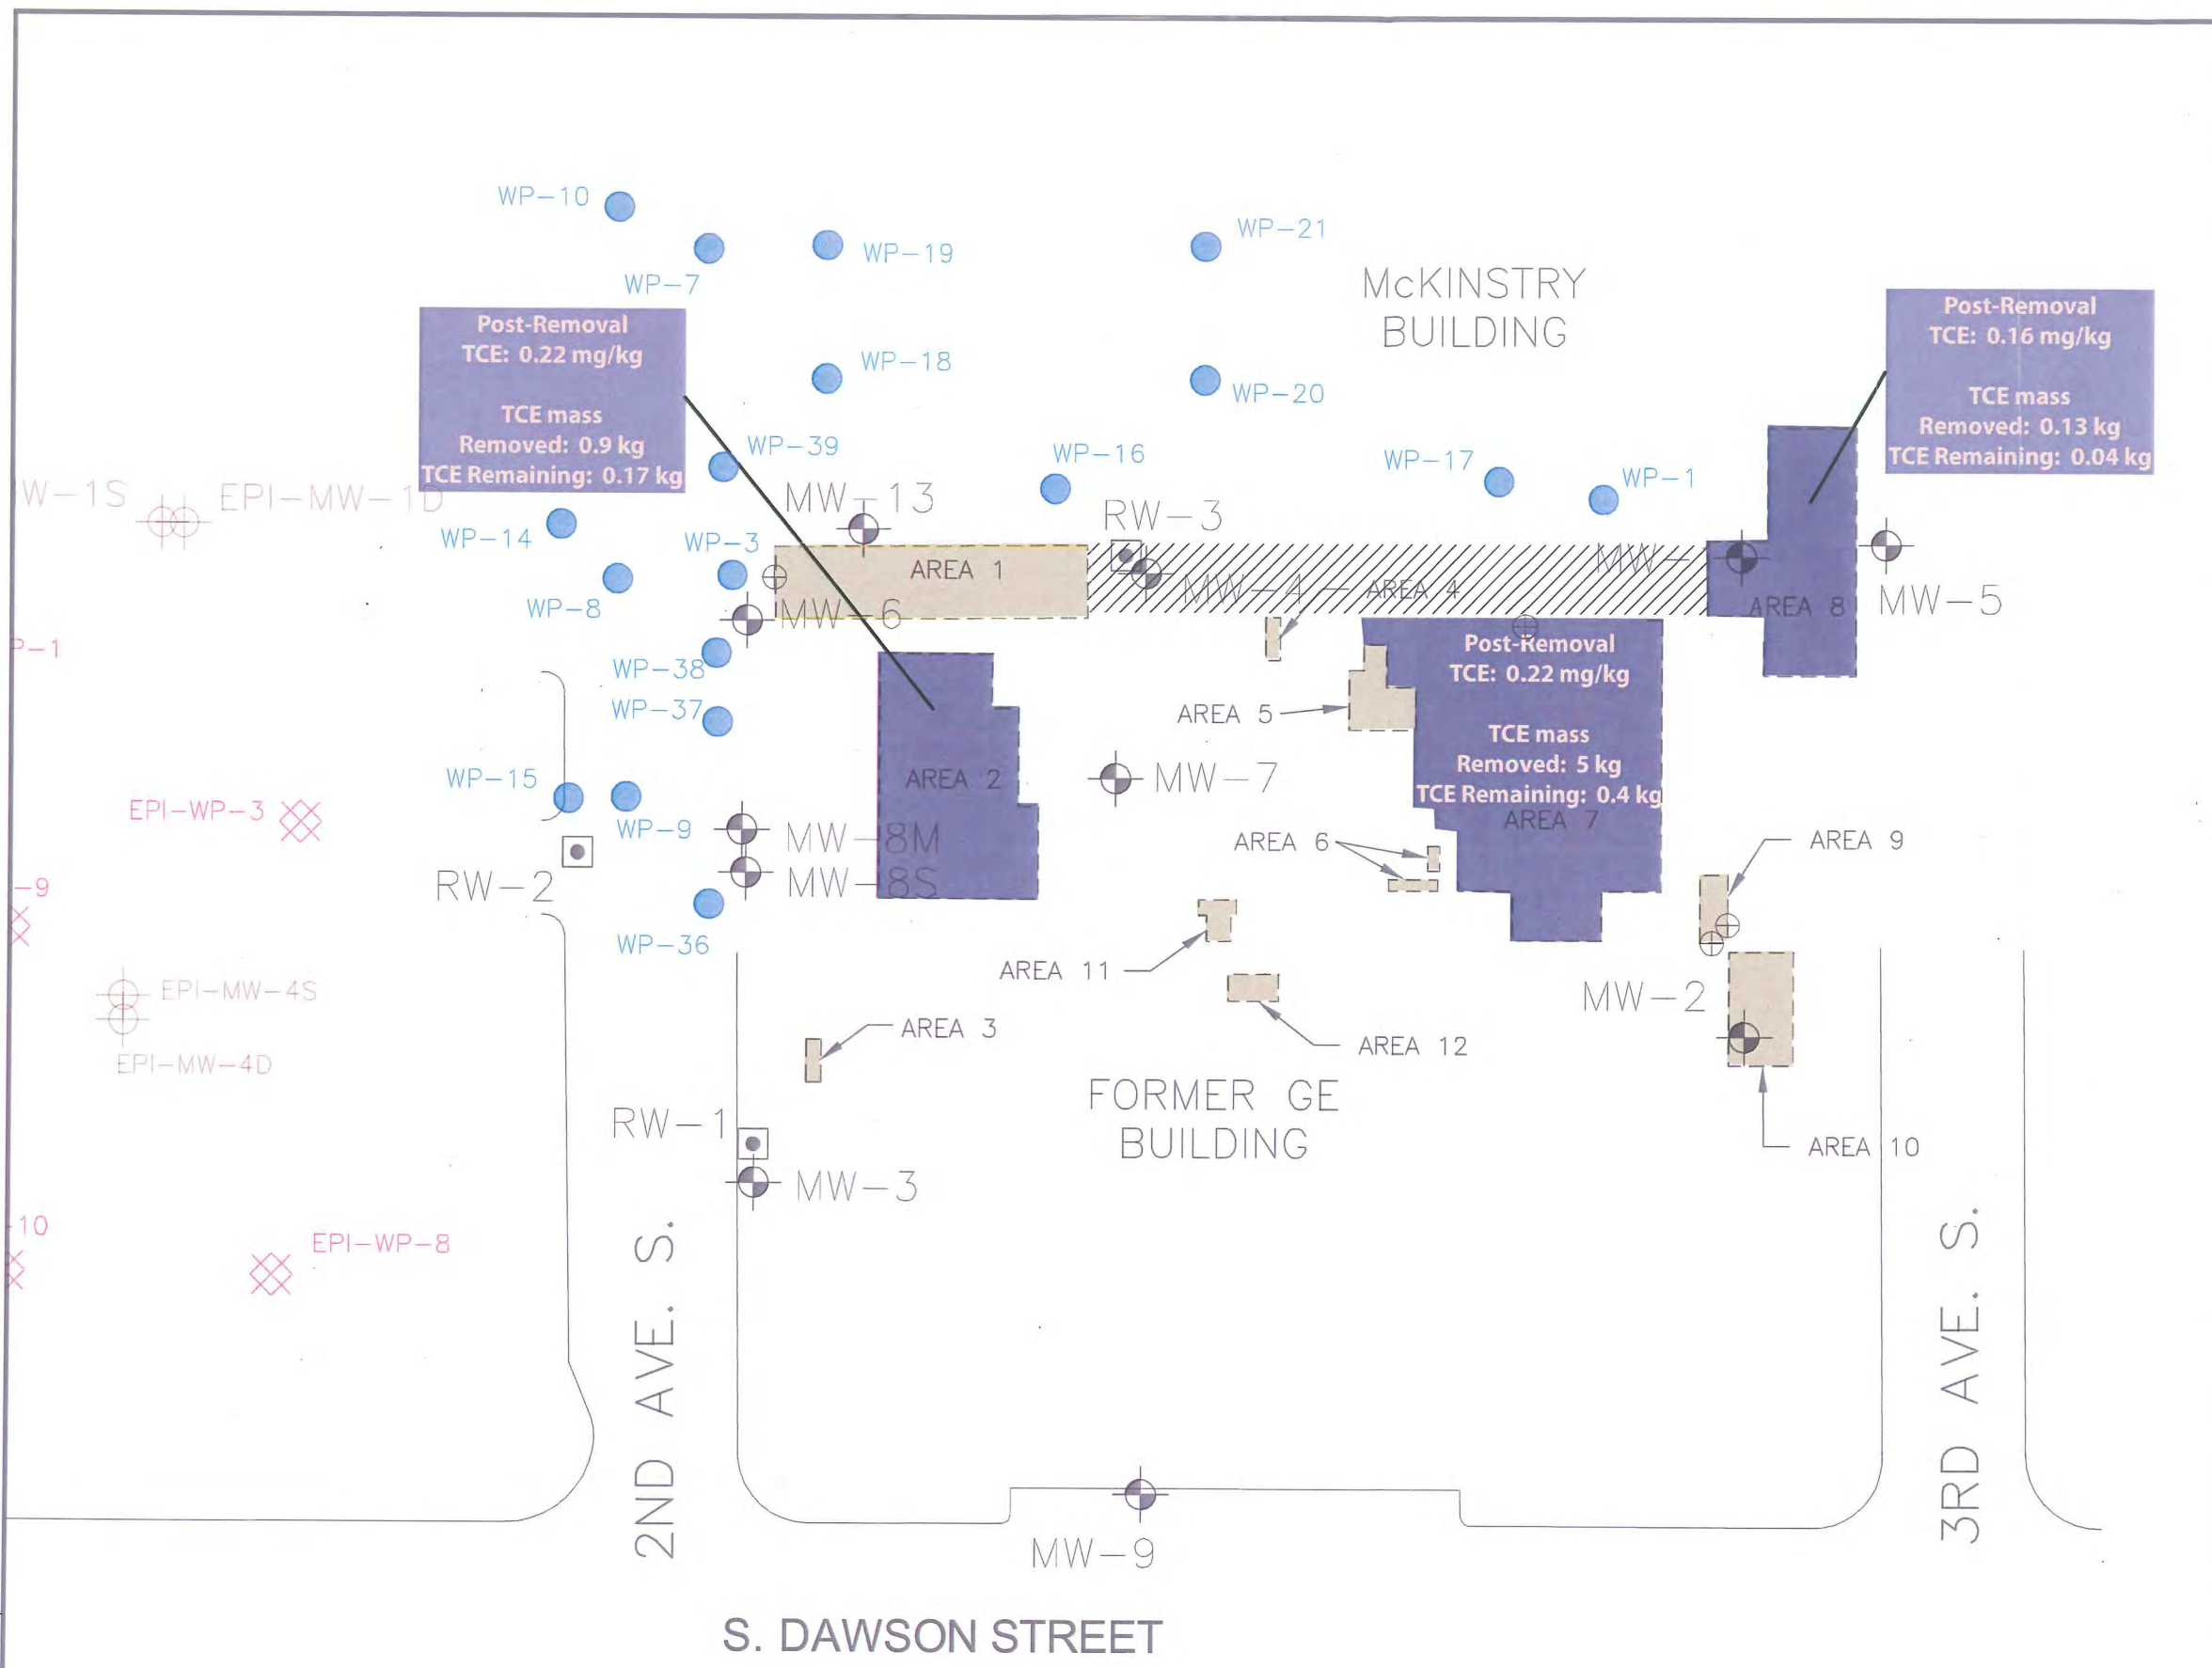 WP-10
WP-7
WP-19
WP-21
McKINSTRY
BUILDING
Post-Removal
TCE: 0.22 mg/kg
TCE mass
Removed: 0.9 kg
TCE Remaining: 0.17 kg
Post-Removal
TCE: 0.16 mg/kg
TCE mass
Removed: 0.13 kg
TCE Remaining: 0.04 kg
WP-18
WP-20
WP-39
WP-16
WP-17
WP-1
W-1S
EPI-MW-1D
MW-13
RW-3
WP-14
WP-3
AREA 1
MW-
MW-4
AREA 4
AREA 8
MW-5
WP-8
MW-6
P-1
WP-38
WP-37
AREA 5
Post-Removal
TCE: 0.22 mg/kg
TCE mass
Removed: 5 kg
TCE Remaining: 0.4 kg
AREA 7
WP-15
AREA 2
MW-7
EPI-WP-3
WP-9
MW-8M
AREA 6
AREA 9
-9
RW-2
MW-8S
WP-36
AREA 11
EPI-MW-4S
MW-2
AREA 3
AREA 12
EPI-MW-4D
FORMER GE
BUILDING
RW-1
AREA 10
MW-3
10
EPI-WP-8
2ND AVE. S.
3RD AVE. S.
MW-9
S. DAWSON STREET